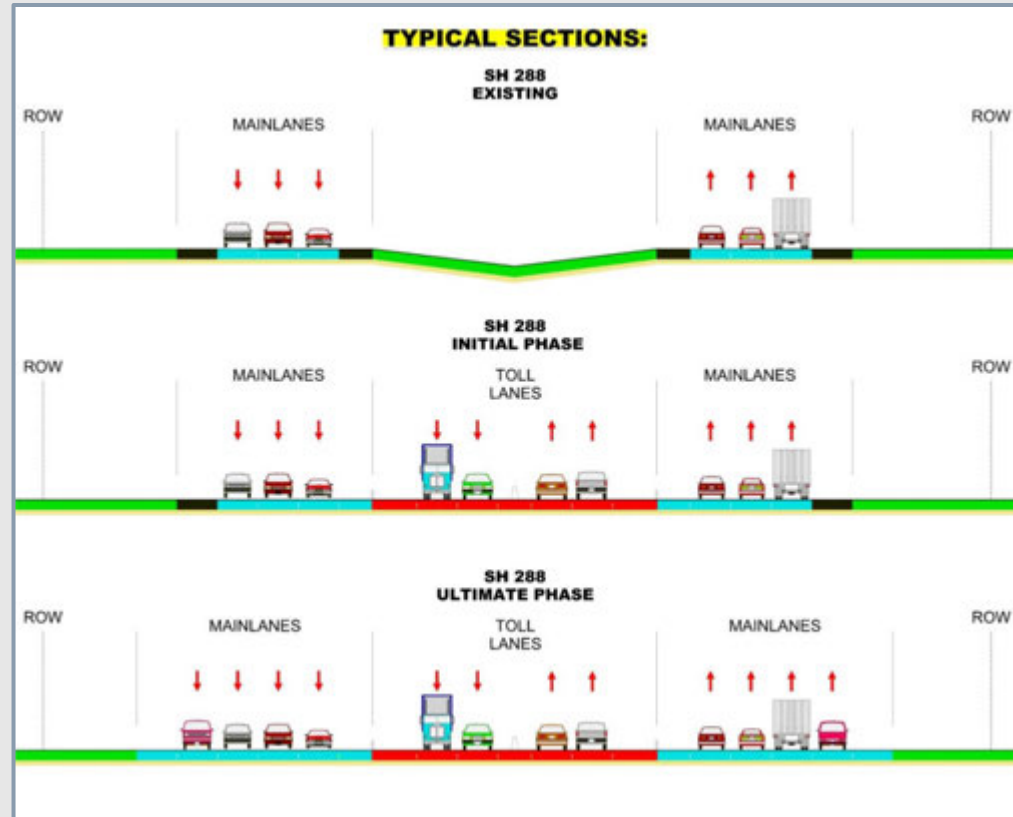 TYPICAL SECTIONS:
SH 288
EXISTING
ROW
MAINLANES
MAINLANES
ROW
SH 288
INITIAL PHASE
ROW
MAINLANES
TOLL
LANES
MAINLANES
ROW
SH 288
ULTIMATE PHASE
ROW
MAINLANES
TOLL
LANES
MAINLANES
ROW